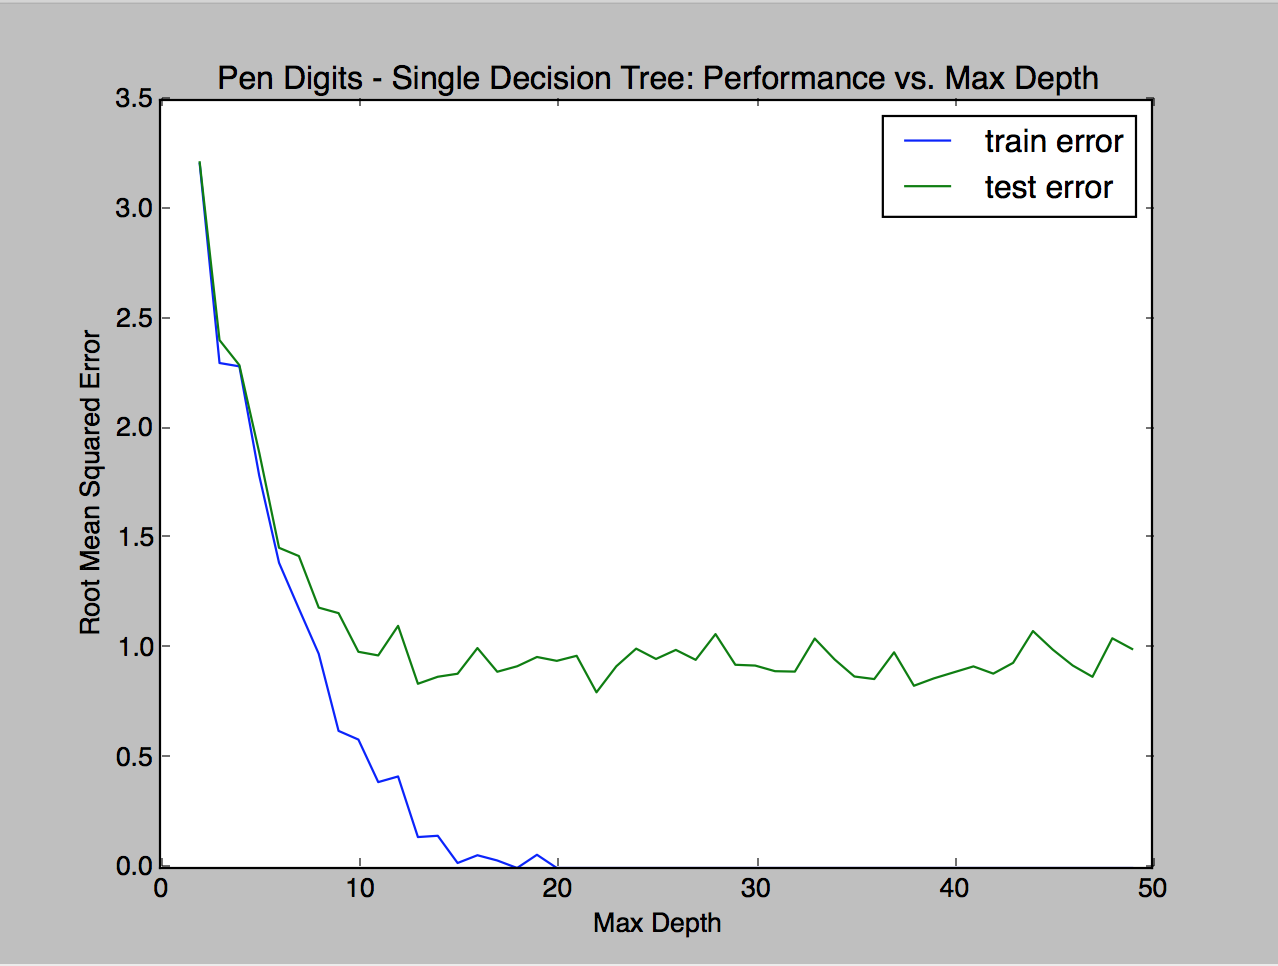 Pen Digits - Single Decision Tree: Performance vs. Max Depth
train error
test error
Root Mean Squared Error
3.5
3.0
2.5
2.0
1.5
1.0
0.5
0.0
0 10 20 30 40 50
Max Depth